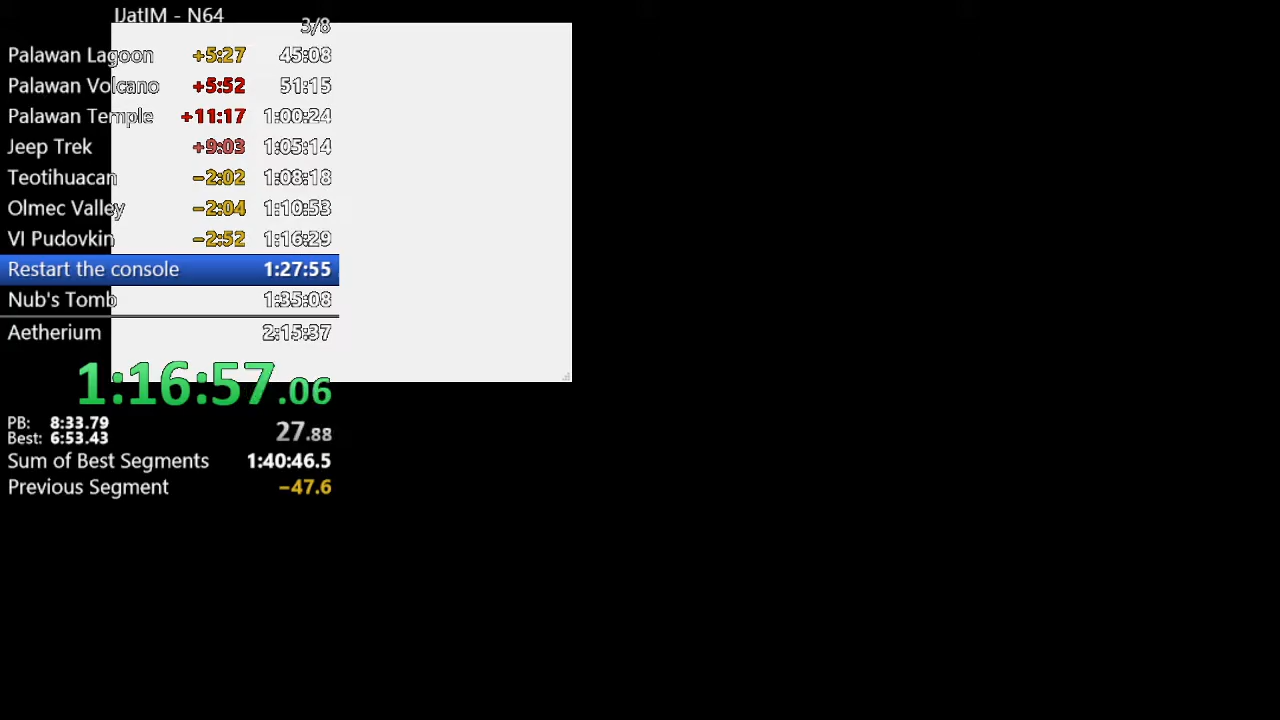 IJatIM - N64
3/8
Palawan Lagoon +5:27 45:08
Palawan Volcano +5:52 51:15
Palawan Temple +11:17 1:00:24
Jeep Trek +9:03 1:05:14
Teotihuacan −2:02 1:08:18
Olmec Valley −2:04 1:10:53
VI Pudovkin −2:52 1:16:29
Restart the console 1:27:55
Nub's Tomb 1:35:08
Aetherium 2:15:37
1:16:57.06
PB: 8:33.79 27.88
Best: 6:53.43
Sum of Best Segments 1:40:46.5
Previous Segment −47.6